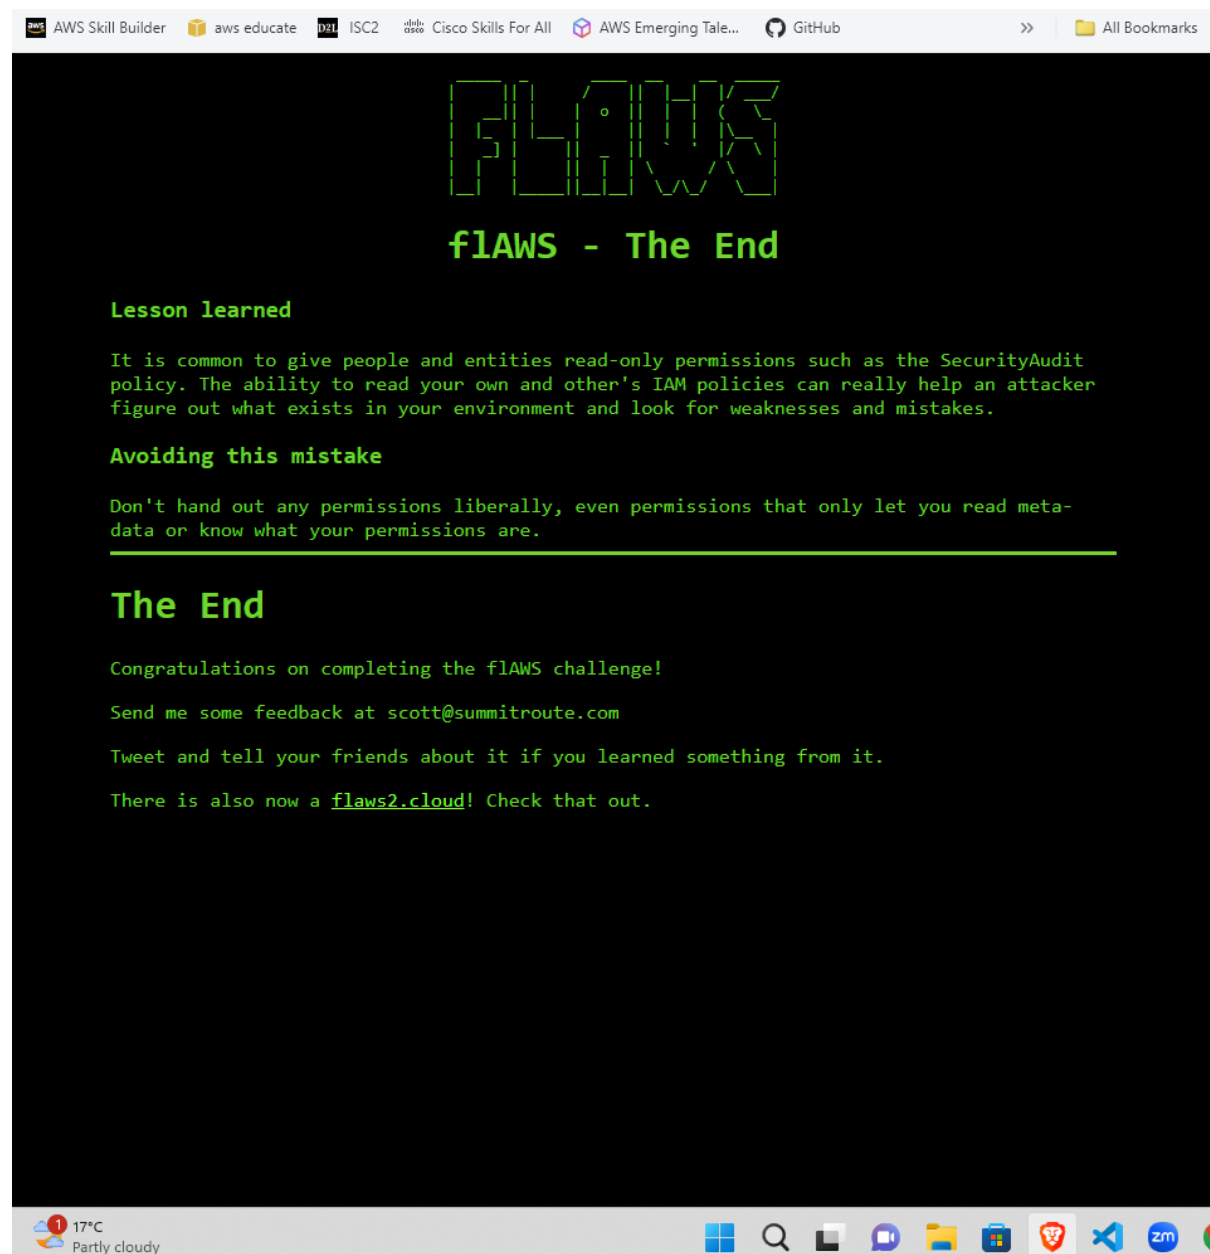 aws AWS Skill Builder aws educate D2L ISC2 cisco Cisco Skills For All AWS Emerging Tale... GitHub » All Bookmarks
FLAWS
flAWS - The End
Lesson learned
It is common to give people and entities read-only permissions such as the SecurityAudit
policy. The ability to read your own and other's IAM policies can really help an attacker
figure out what exists in your environment and look for weaknesses and mistakes.
Avoiding this mistake
Don't hand out any permissions liberally, even permissions that only let you read meta-
data or know what your permissions are.
The End
Congratulations on completing the flAWS challenge!
Send me some feedback at scott@summitroute.com
Tweet and tell your friends about it if you learned something from it.
There is also now a flaws2.cloud! Check that out.
1 17°C
Partly cloudy zm